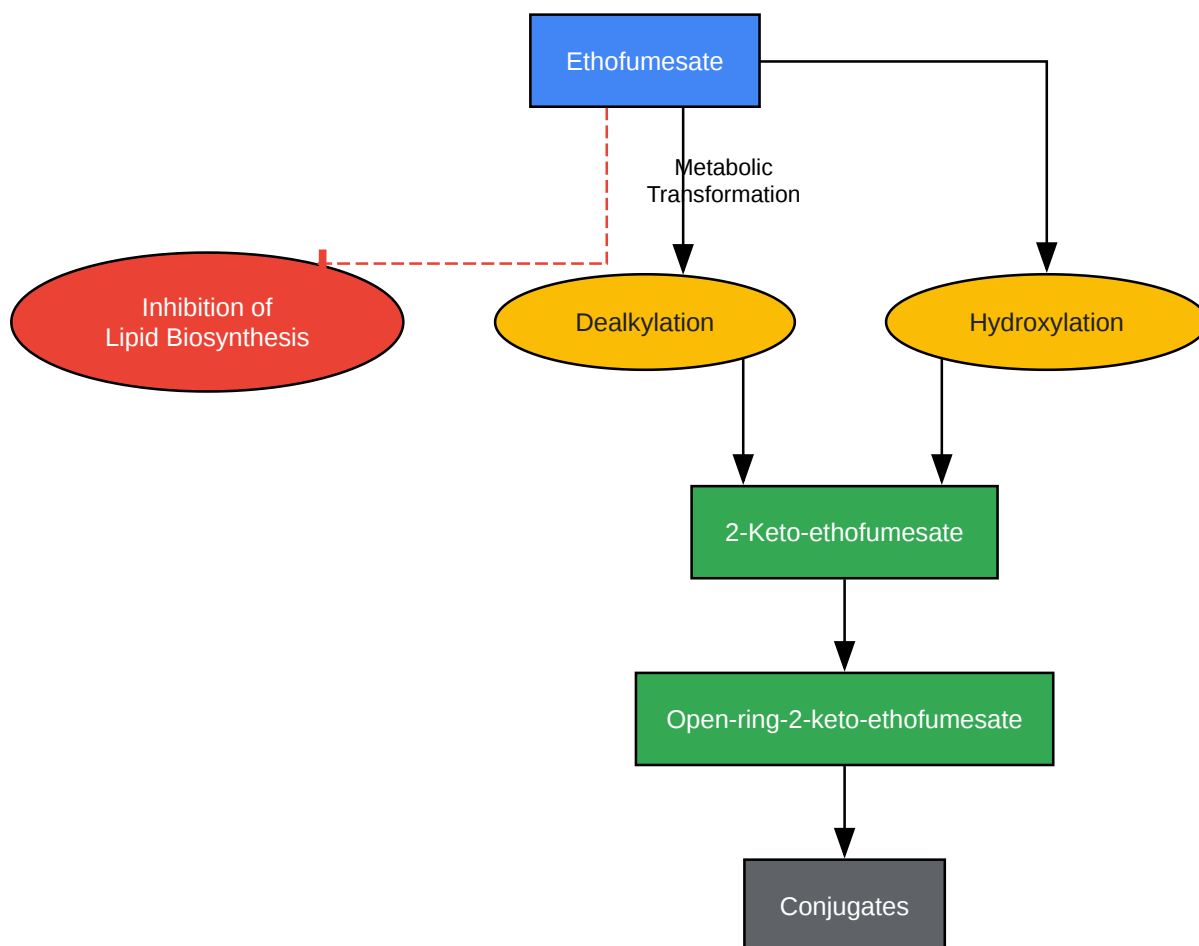 Ethofumesate
Metabolic
Transformation
Inhibition of
Lipid Biosynthesis
Dealkylation
Hydroxylation
2-Keto-ethofumesate
Open-ring-2-keto-ethofumesate
Conjugates